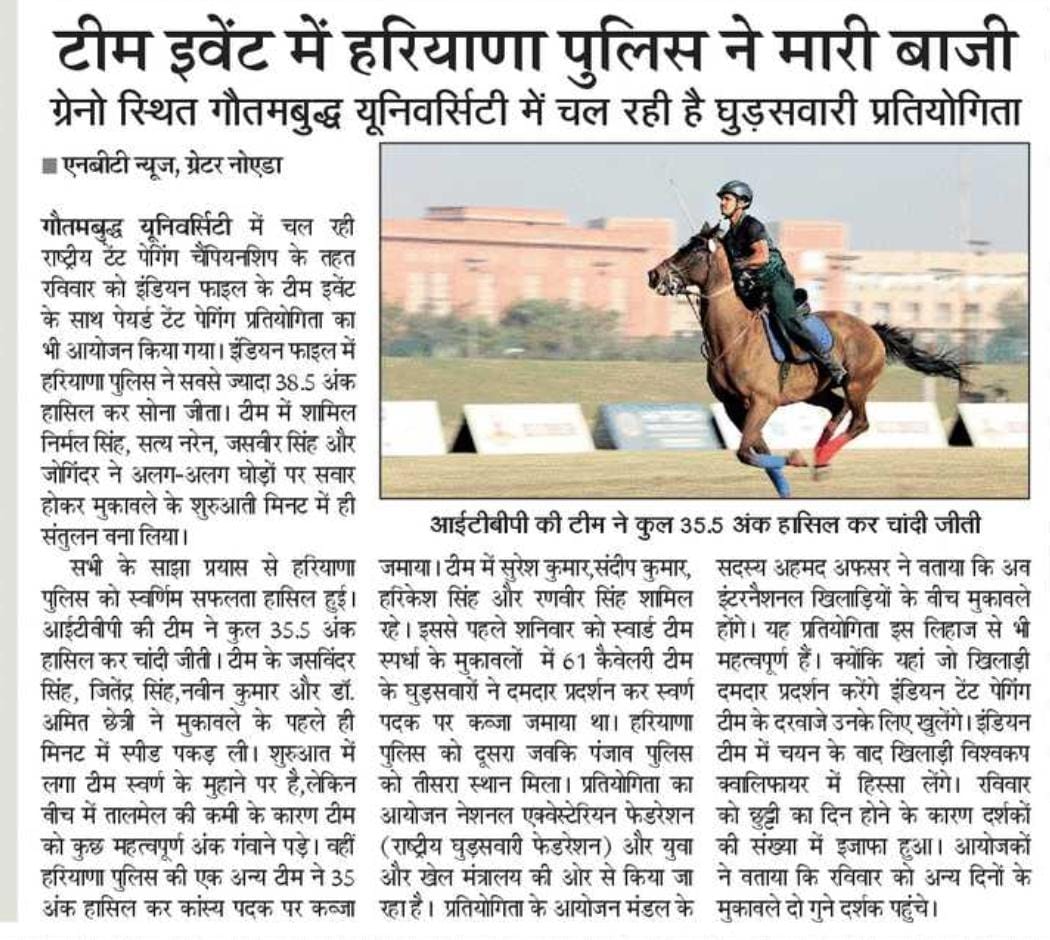 टीम इवेंट में हरियाणा पुलिस ने मारी बाजी
ग्रेनो स्थित गौतमबुद्ध यूनिवर्सिटी में चल रही है घुड़सवारी प्रतियोगिता
■ एनबीटी न्यूज, ग्रेटर नोएडा
गौतमबुद्ध यूनिवर्सिटी में चल रही
राष्ट्रीय टेंट पेगिंग चैंपियनशिप के तहत
रविवार को इंडियन फाइल के टीम इवेंट
के साथ पेयर्ड टेंट पेगिंग प्रतियोगिता का
भी आयोजन किया गया। इंडियन फाइल में
हरियाणा पुलिस ने सबसे ज्यादा 38.5 अंक
हासिल कर सोना जीता। टीम में शामिल
निर्मल सिंह, सत्य नरेन, जसवीर सिंह और
जोगिंदर ने अलग-अलग घोड़ों पर सवार
होकर मुकाबले के शुरुआती मिनट में ही
संतुलन बना लिया।
सभी के साझा प्रयास से हरियाणा
पुलिस को स्वर्णिम सफलता हासिल हुई।
आईटीबीपी की टीम ने कुल 35.5 अंक
हासिल कर चांदी जीती। टीम के जसविंदर
सिंह, जितेंद्र सिंह,नवीन कुमार और डॉ.
अमित छेत्री ने मुकाबले के पहले ही
मिनट में स्पीड पकड़ ली। शुरुआत में
लगा टीम स्वर्ण के मुहाने पर है,लेकिन
बीच में तालमेल की कमी के कारण टीम
को कुछ महत्वपूर्ण अंक गंवाने पड़े। वहीं
हरियाणा पुलिस की एक अन्य टीम ने 35
अंक हासिल कर कांस्य पदक पर कब्जा
आईटीबीपी की टीम ने कुल 35.5 अंक हासिल कर चांदी जीती
जमाया। टीम में सुरेश कुमार,संदीप कुमार,
हरिकेश सिंह और रणवीर सिंह शामिल
रहे। इससे पहले शनिवार को स्वार्ड टीम
स्पर्धा के मुकाबलों में 61 कैवेलरी टीम
के घुड़सवारों ने दमदार प्रदर्शन कर स्वर्ण
पदक पर कब्जा जमाया था। हरियाणा
पुलिस को दूसरा जबकि पंजाब पुलिस
को तीसरा स्थान मिला। प्रतियोगिता का
आयोजन नेशनल एक्वेस्टेरियन फेडरेशन
(राष्ट्रीय घुड़सवारी फेडरेशन) और युवा
और खेल मंत्रालय की ओर से किया जा
रहा है। प्रतियोगिता के आयोजन मंडल के
सदस्य अहमद अफसर ने बताया कि अब
इंटरनैशनल खिलाड़ियों के बीच मुकाबले
होंगे। यह प्रतियोगिता इस लिहाज से भी
महत्वपूर्ण हैं। क्योंकि यहां जो खिलाड़ी
दमदार प्रदर्शन करेंगे इंडियन टेंट पेगिंग
टीम के दरवाजे उनके लिए खुलेंगे। इंडियन
टीम में चयन के बाद खिलाड़ी विश्वकप
क्वालिफायर में हिस्सा लेंगे। रविवार
को छुट्टी का दिन होने के कारण दर्शकों
की संख्या में इजाफा हुआ। आयोजकों
ने बताया कि रविवार को अन्य दिनों के
मुकाबले दो गुने दर्शक पहुंचे।